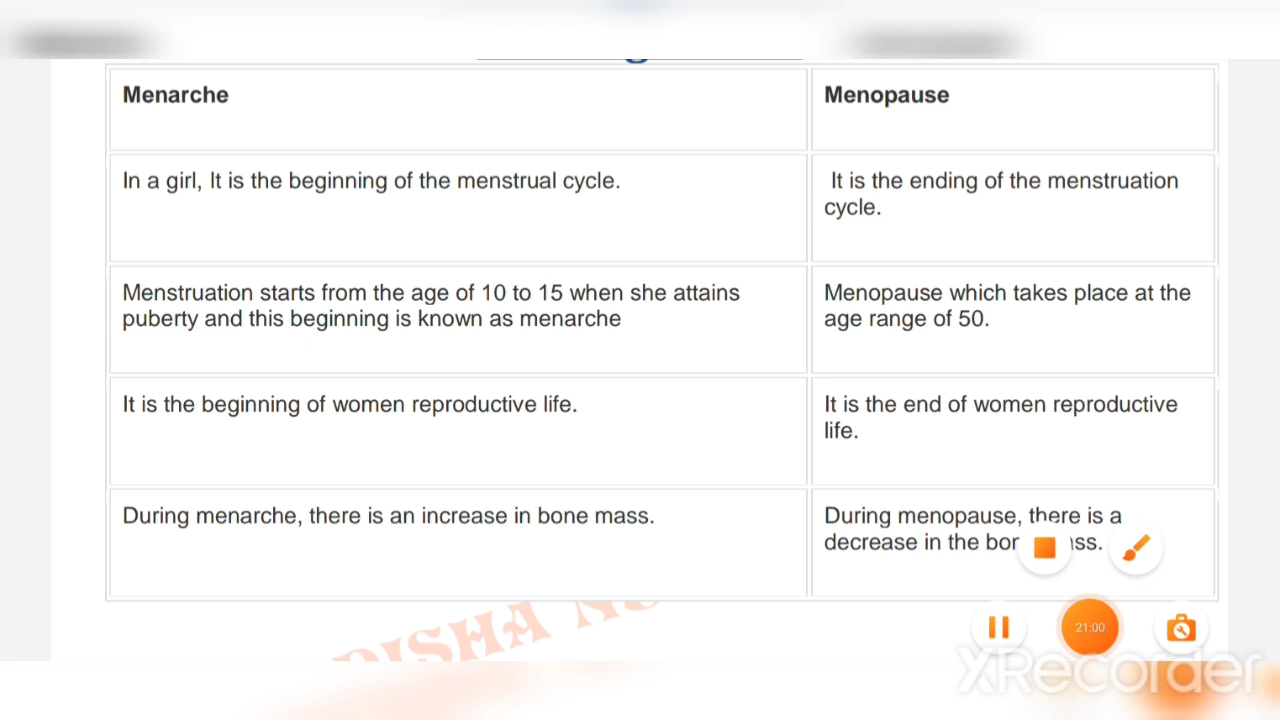 Menarche
Menopause
In a girl, It is the beginning of the menstrual cycle.
It is the ending of the menstruation
cycle.
Menstruation starts from the age of 10 to 15 when she attains
puberty and this beginning is known as menarche
Menopause which takes place at the
age range of 50.
It is the beginning of women reproductive life.
It is the end of women reproductive
life.
During menarche, there is an increase in bone mass.
During menopause, there is a
decrease in the
21:00
XRecorder